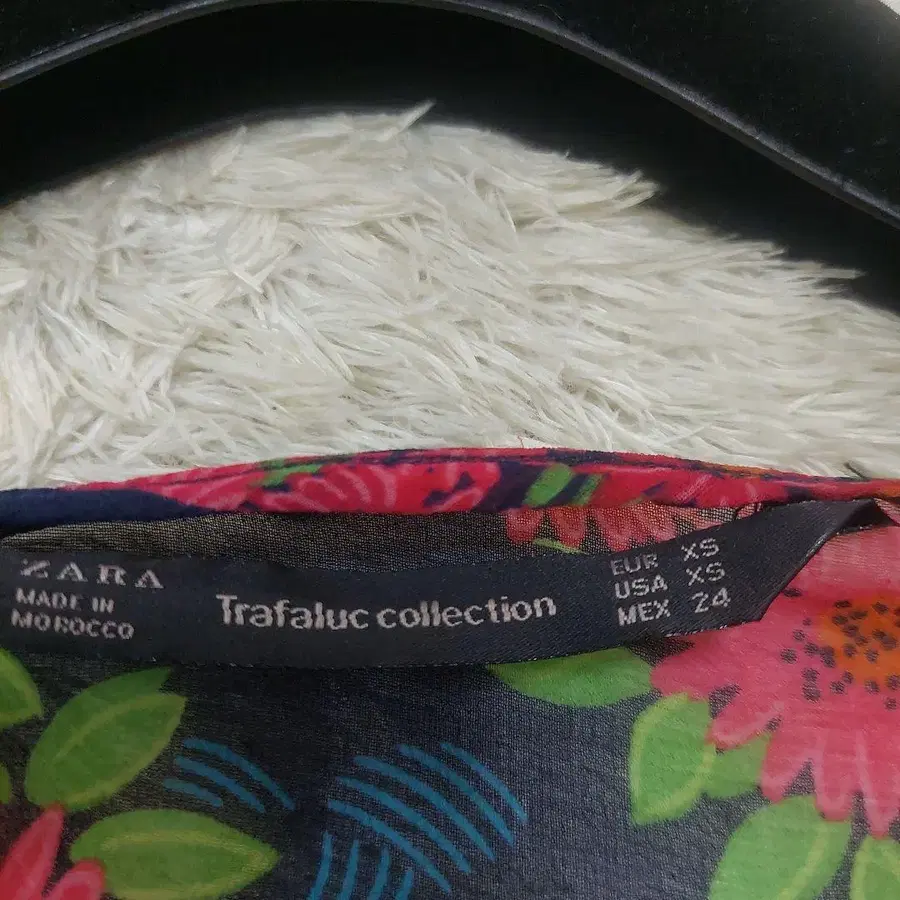 ZARA
MADE IN
MOROCCO
Trafaluc collection
EUR XS
USA XS
MEX 24